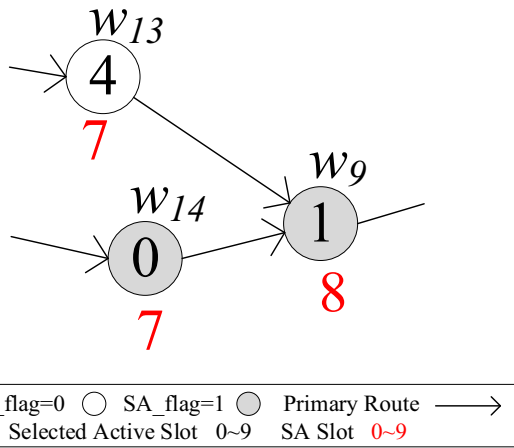 w13
4
7
w9
w14
1
0
8
7
_flag=0 SA_flag=1 Primary Route
Selected Active Slot 0~9 SA Slot 0~9